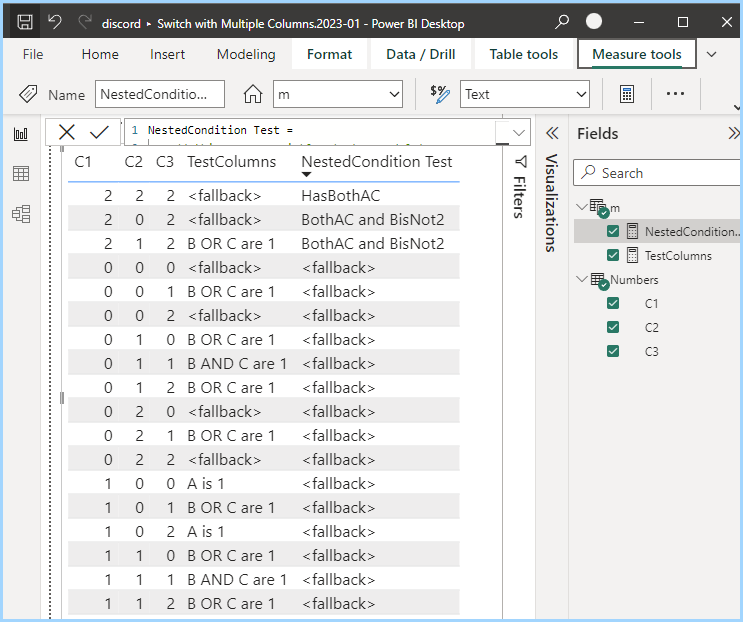 discord ▸ Switch with Multiple Columns.2023-01 - Power BI Desktop
File Home Insert Modeling Format Data / Drill Table tools Measure tools
Name NestedConditio... m Text
1 NestedCondition Test =
Fields
Search
Filters
Visualizations
m
NestedCondition...
TestColumns
Numbers
C1
C2
C3
C1 C2 C3 TestColumns NestedCondition Test
2 2 2 <fallback> HasBothAC
2 0 2 <fallback> BothAC and BisNot2
2 1 2 B OR C are 1 BothAC and BisNot2
0 0 0 <fallback> <fallback>
0 0 1 B OR C are 1 <fallback>
0 0 2 <fallback> <fallback>
0 1 0 B OR C are 1 <fallback>
0 1 1 B AND C are 1 <fallback>
0 1 2 B OR C are 1 <fallback>
0 2 0 <fallback> <fallback>
0 2 1 B OR C are 1 <fallback>
0 2 2 <fallback> <fallback>
1 0 0 A is 1 <fallback>
1 0 1 B OR C are 1 <fallback>
1 0 2 A is 1 <fallback>
1 1 0 B OR C are 1 <fallback>
1 1 1 B AND C are 1 <fallback>
1 1 2 B OR C are 1 <fallback>